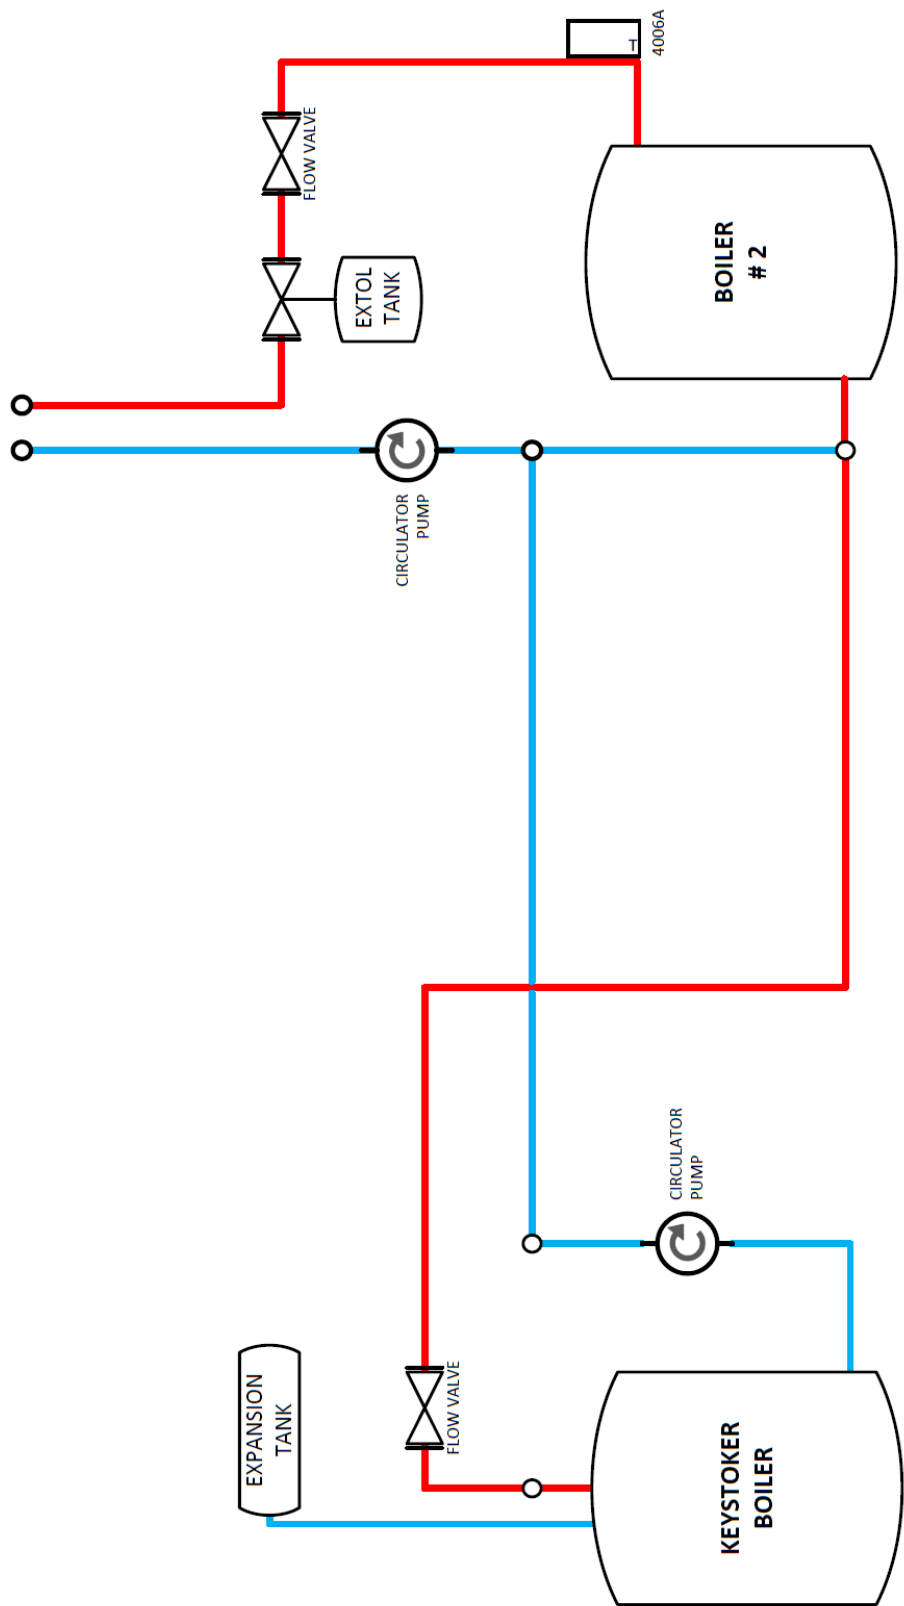 4006A
T
FLOW VALVE
EXTOL
TANK
BOILER
# 2
CIRCULATOR
PUMP
CIRCULATOR
PUMP
EXPANSION
TANK
FLOW VALVE
KEYSTOKER
BOILER